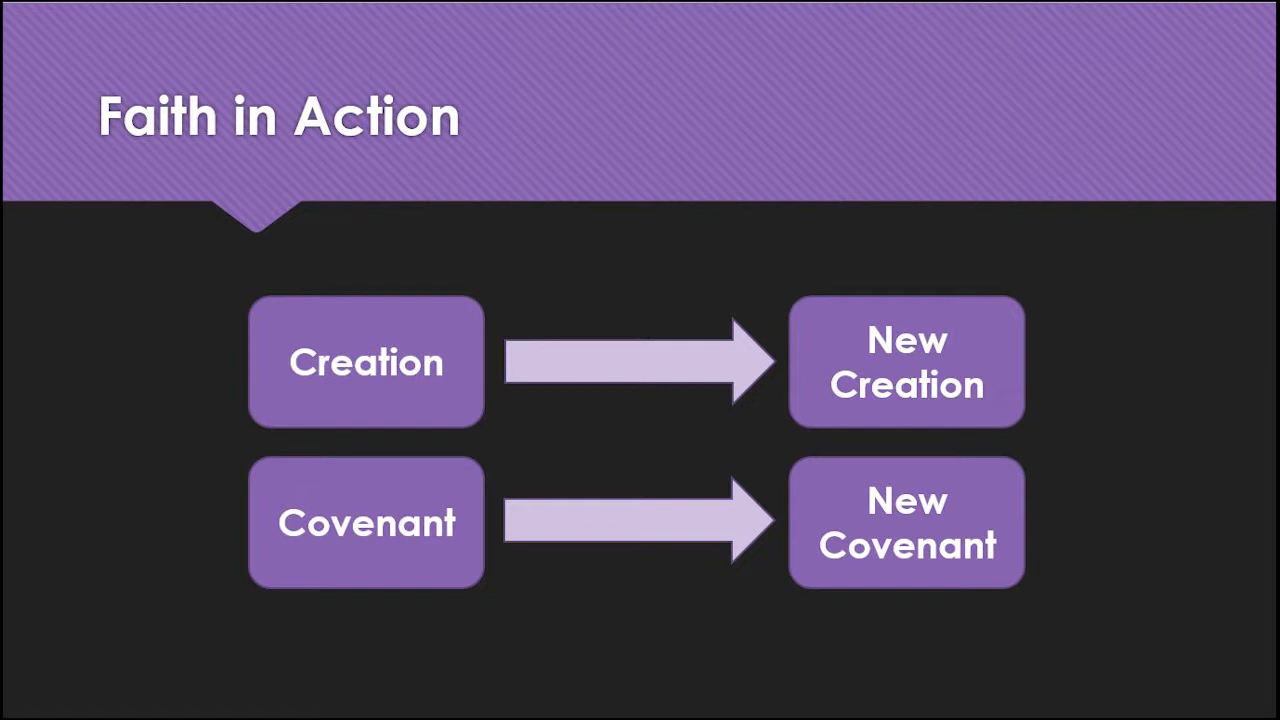 Faith in Action
Creation
New
Creation
Covenant
New
Covenant